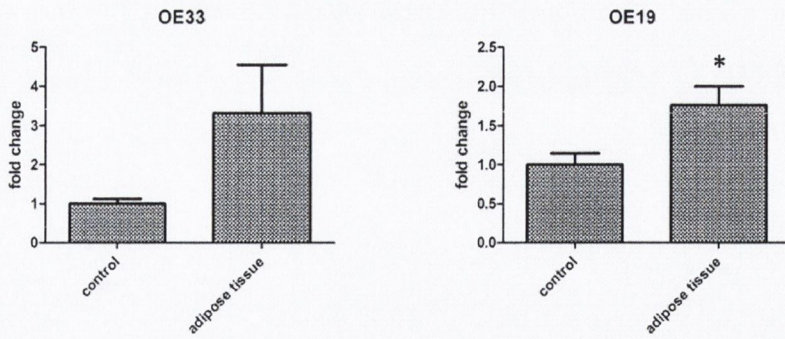 OE33
fold change
5
4
3
2
1
0
control
adipose tissue
OE19
fold change
2.5
2.0
1.5
1.0
0.5
0.0
*
control
adipose tissue